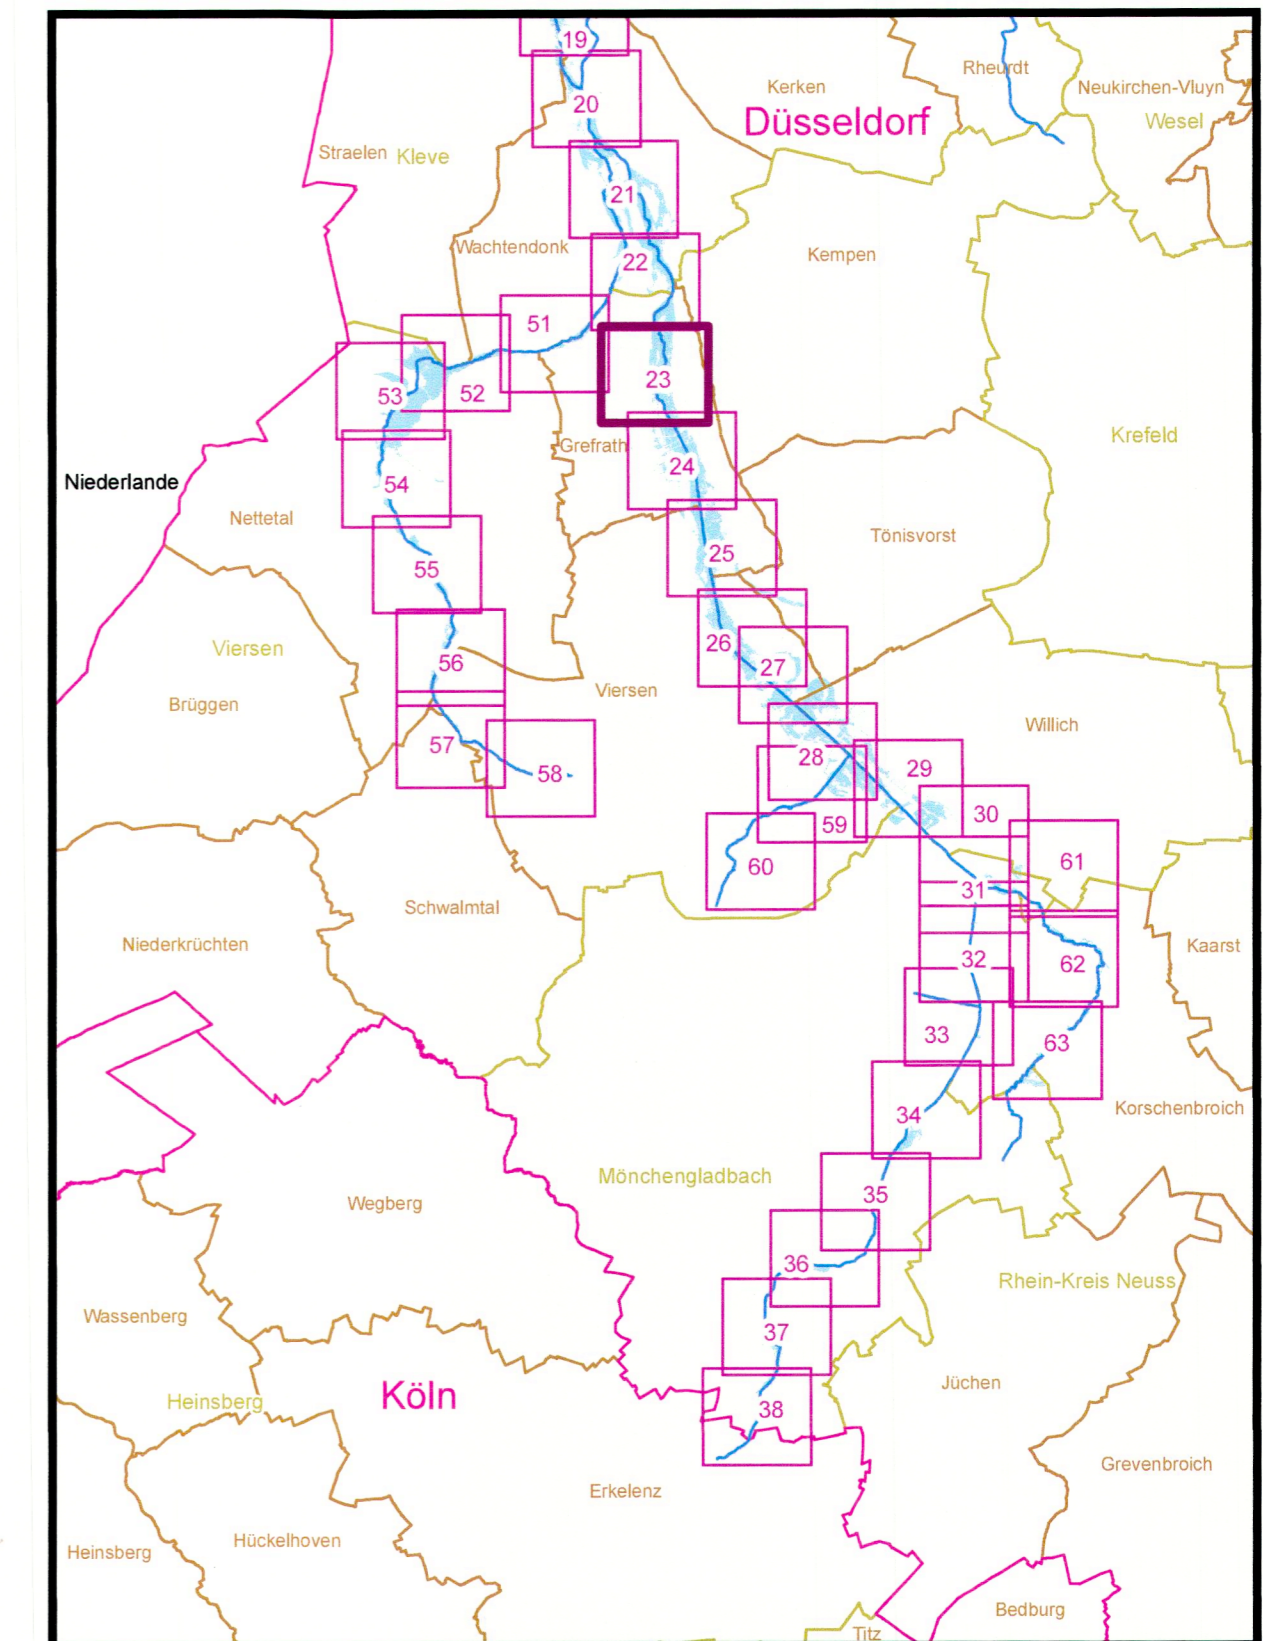 19
Rheurdt
Kerken
Neukirchen-Vluyn
20
Düsseldorf
Wesel
Straelen
Kleve
21
Wachtendonk
Kempen
22
51
23
53
52
Krefeld
Grefrath
24
Niederlande
54
Nettetal
Tönisvorst
25
55
26
Viersen
56
27
Viersen
Brüggen
Willich
57
28
29
58
30
59
61
60
31
Schwalmtal
Niederkrüchten
Kaarst
32
62
33
63
Korschenbroich
34
Mönchengladbach
35
Wegberg
36
Rhein-Kreis Neuss
Wassenberg
37
Jüchen
Köln
Heinsberg
38
Grevenbroich
Erkelenz
Hückelhoven
Heinsberg
Bedburg
Titz